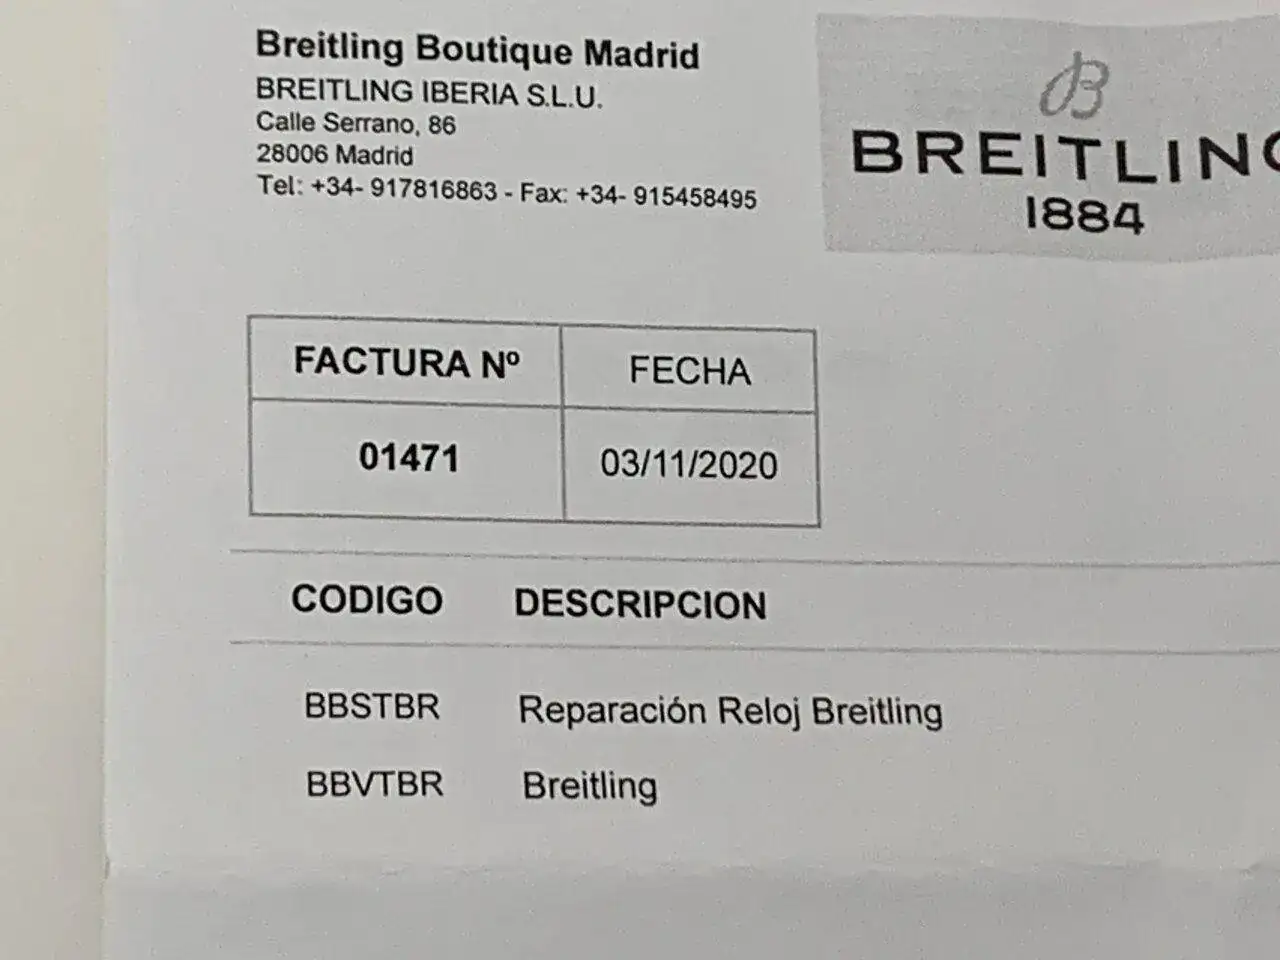 Breitling Boutique Madrid
BREITLING IBERIA S.L.U.
Calle Serrano, 86
28006 Madrid
Tel: +34- 917816863 - Fax: +34- 915458495
B
BREITLING
1884
FACTURA Nº FECHA
01471 03/11/2020
CODIGO DESCRIPCION
BBSTBR Reparación Reloj Breitling
BBVTBR Breitling